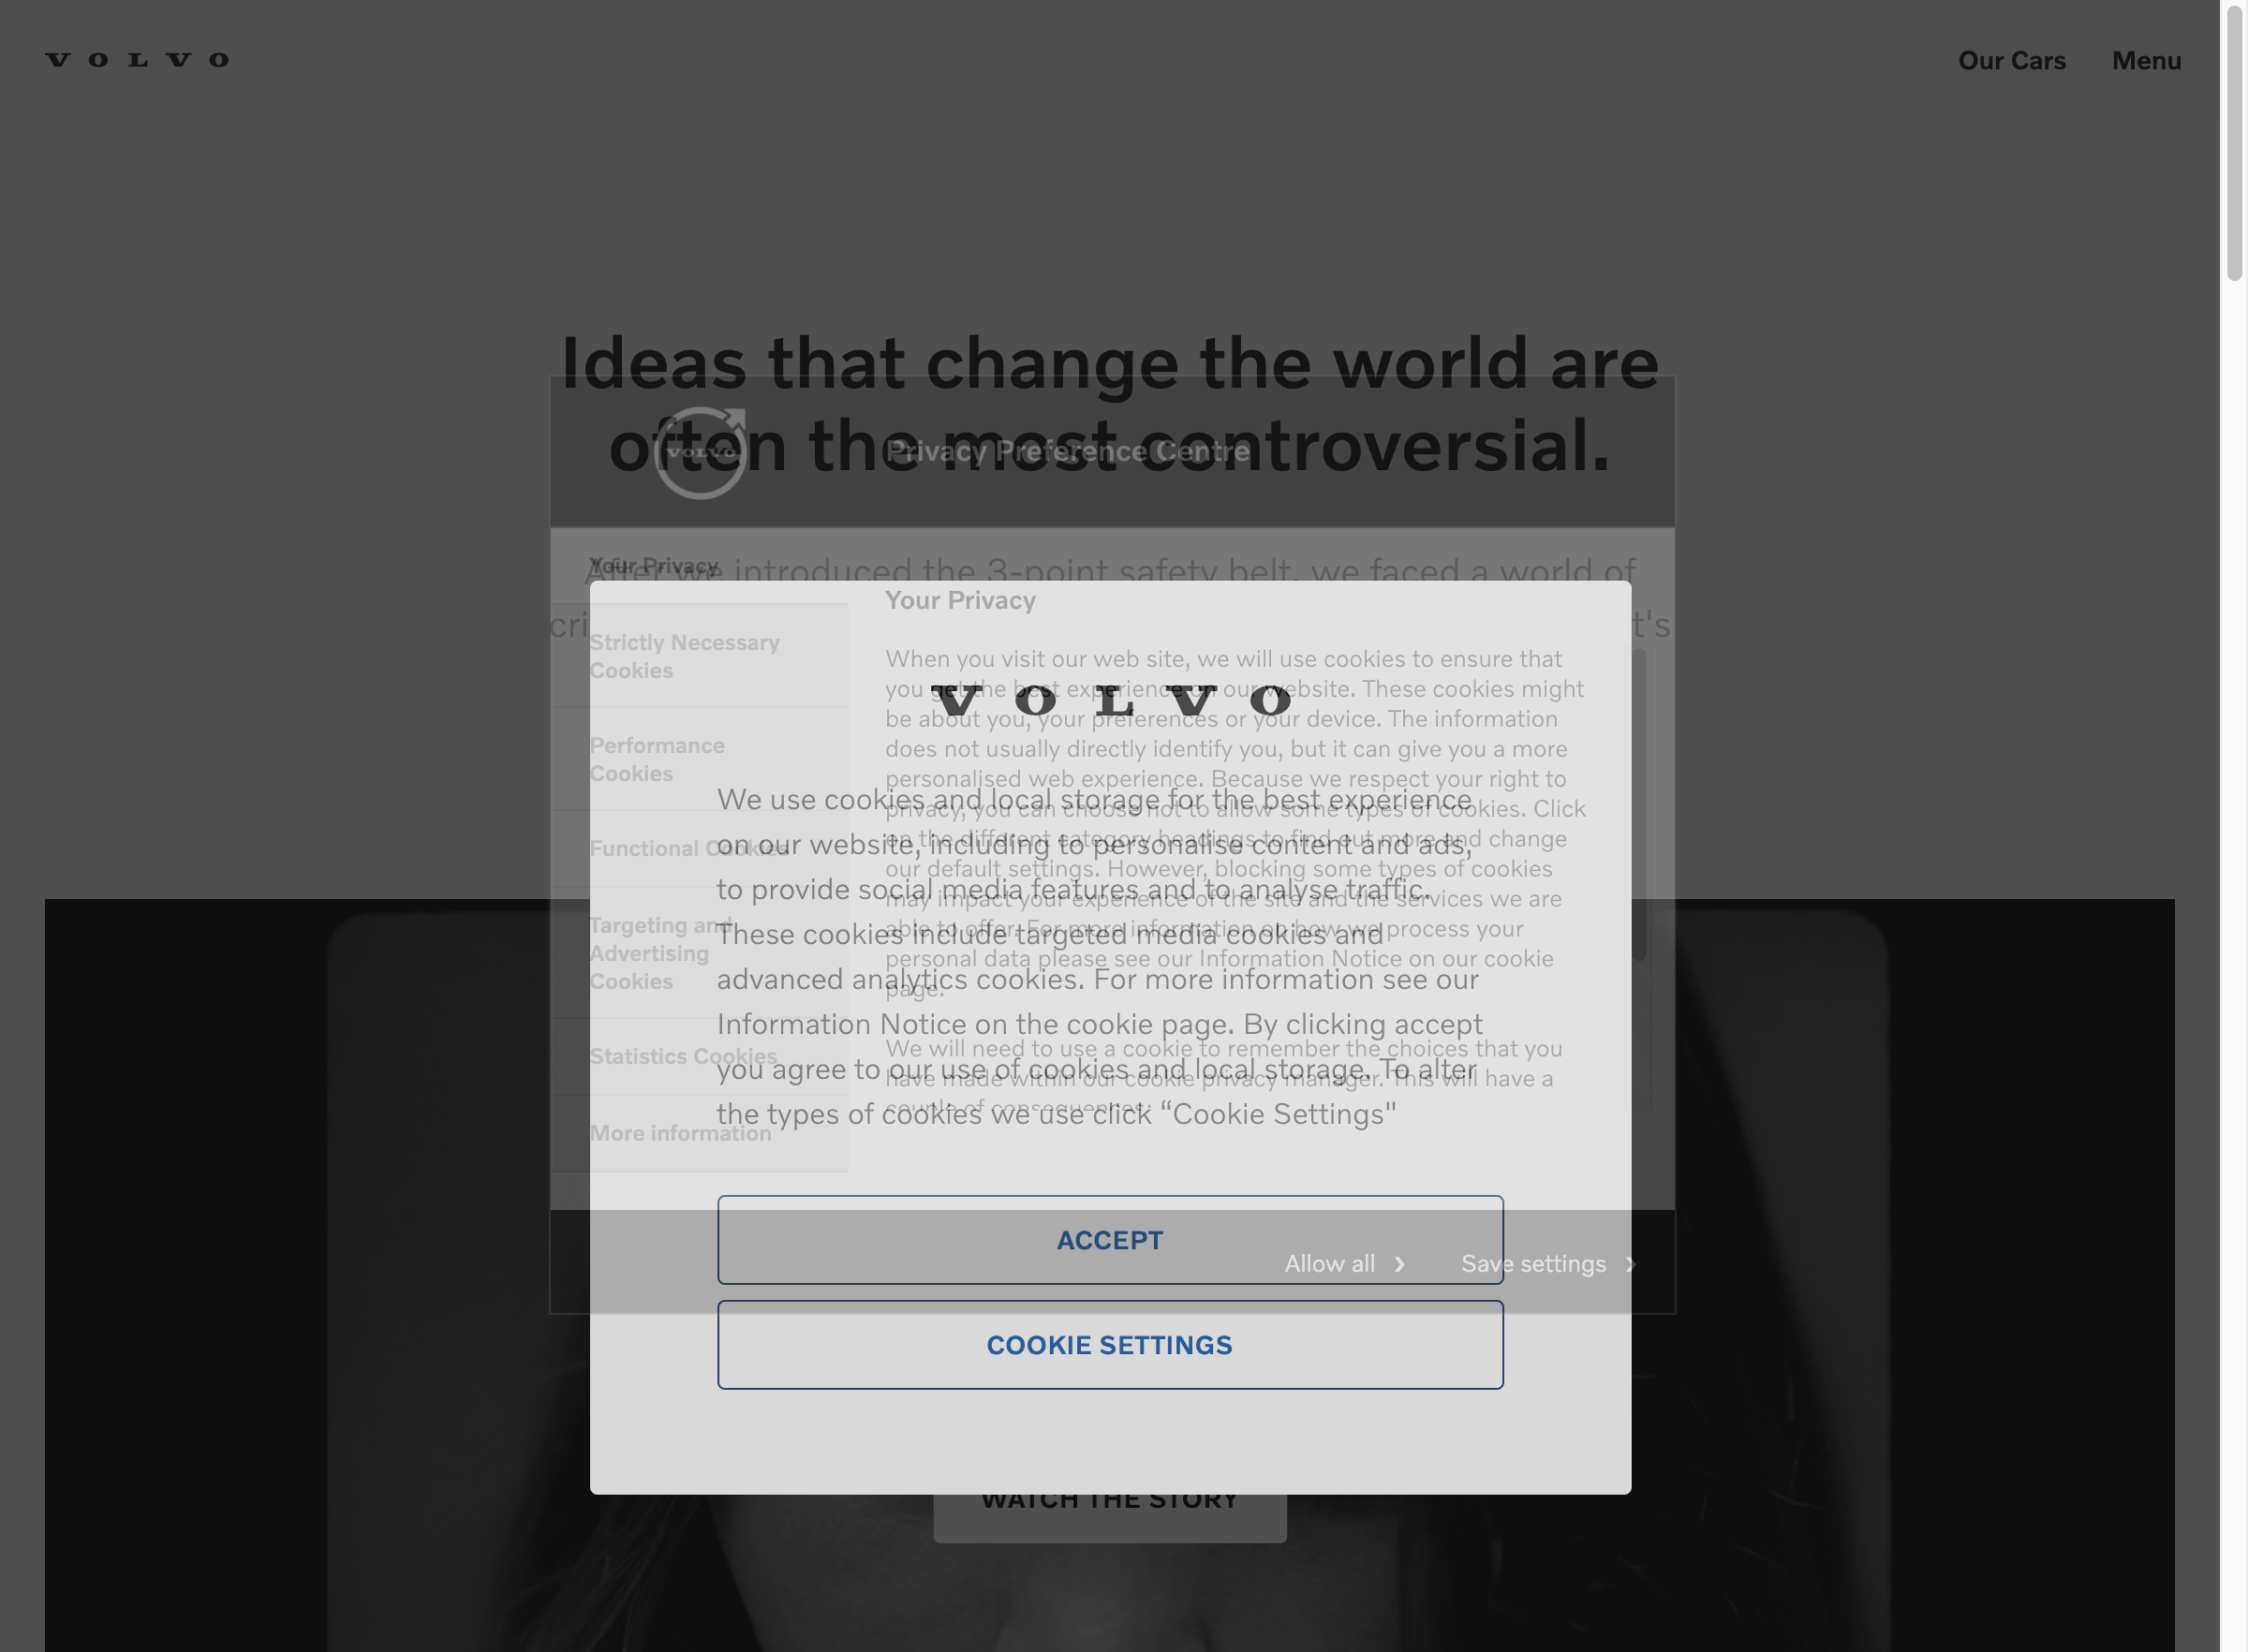 VOLVO
Our Cars
Menu
Ideas that change the world are
often the most controversial.
VOLVO
Privacy Preference Centre
After we introduced the 3-point safety belt, we faced a world of
cri
t's
Your Privacy
Strictly Necessary
Cookies
Performance
Cookies
Functional Cookies
Targeting and
Advertising
Cookies
Statistics Cookies
More information
Your Privacy
When you visit our web site, we will use cookies to ensure that
you get the best experience on our website. These cookies might
be about you, your preferences or your device. The information
does not usually directly identify you, but it can give you a more
personalised web experience. Because we respect your right to
privacy, you can choose not to allow some types of cookies. Click
on the different category headings to find out more and change
our default settings. However, blocking some types of cookies
may impact your experience of the site and the services we are
able to offer. For more information on how we process your
personal data please see our Information Notice on our cookie
page.
We will need to use a cookie to remember the choices that you
have made within our cookie privacy manager. This will have a
couple of consequences:
Allow all
Save settings
VOLVO
We use cookies and local storage for the best experience
on our website, including to personalise content and ads,
to provide social media features and to analyse traffic.
These cookies include targeted media cookies and
advanced analytics cookies. For more information see our
Information Notice on the cookie page. By clicking accept
you agree to our use of cookies and local storage. To alter
the types of cookies we use click “Cookie Settings"
ACCEPT
COOKIE SETTINGS
WATCH THE STORY